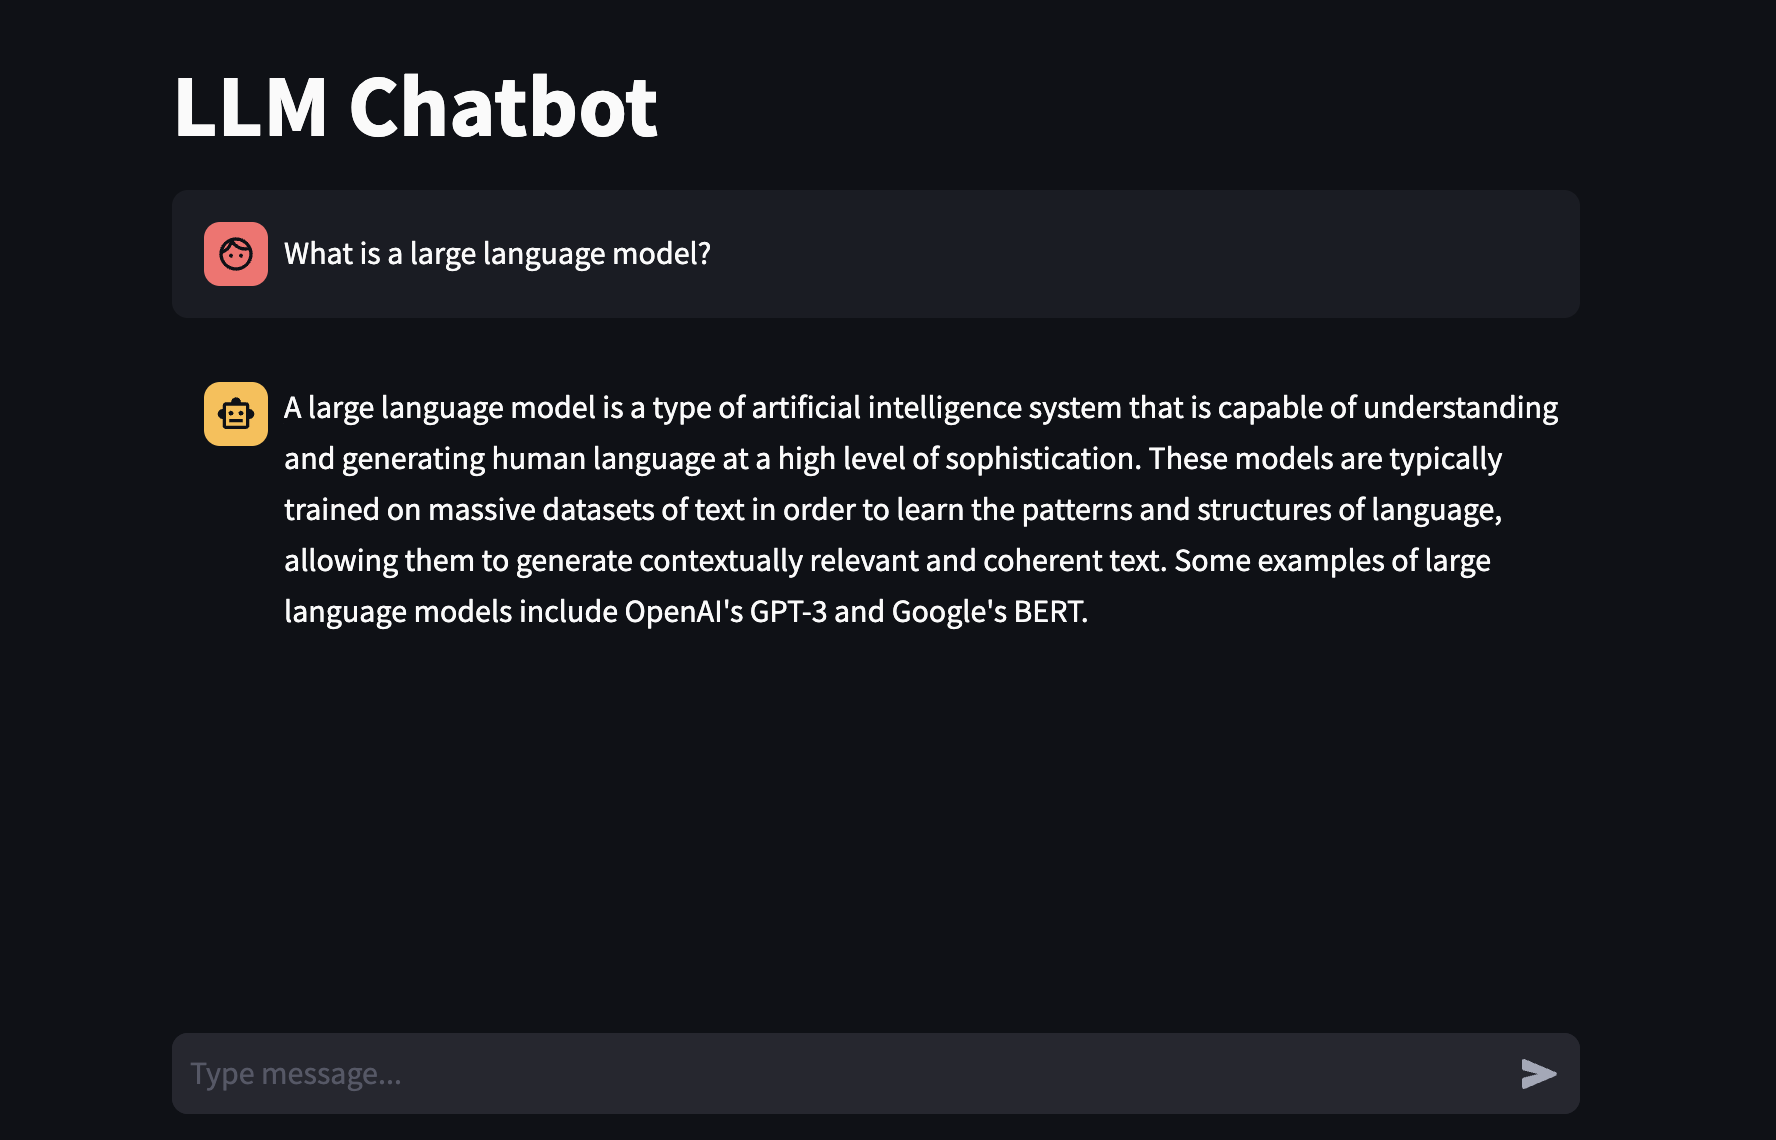 LLM Chatbot
What is a large language model?
A large language model is a type of artificial intelligence system that is capable of understanding
and generating human language at a high level of sophistication. These models are typically
trained on massive datasets of text in order to learn the patterns and structures of language,
allowing them to generate contextually relevant and coherent text. Some examples of large
language models include OpenAI's GPT-3 and Google's BERT.
Type message...